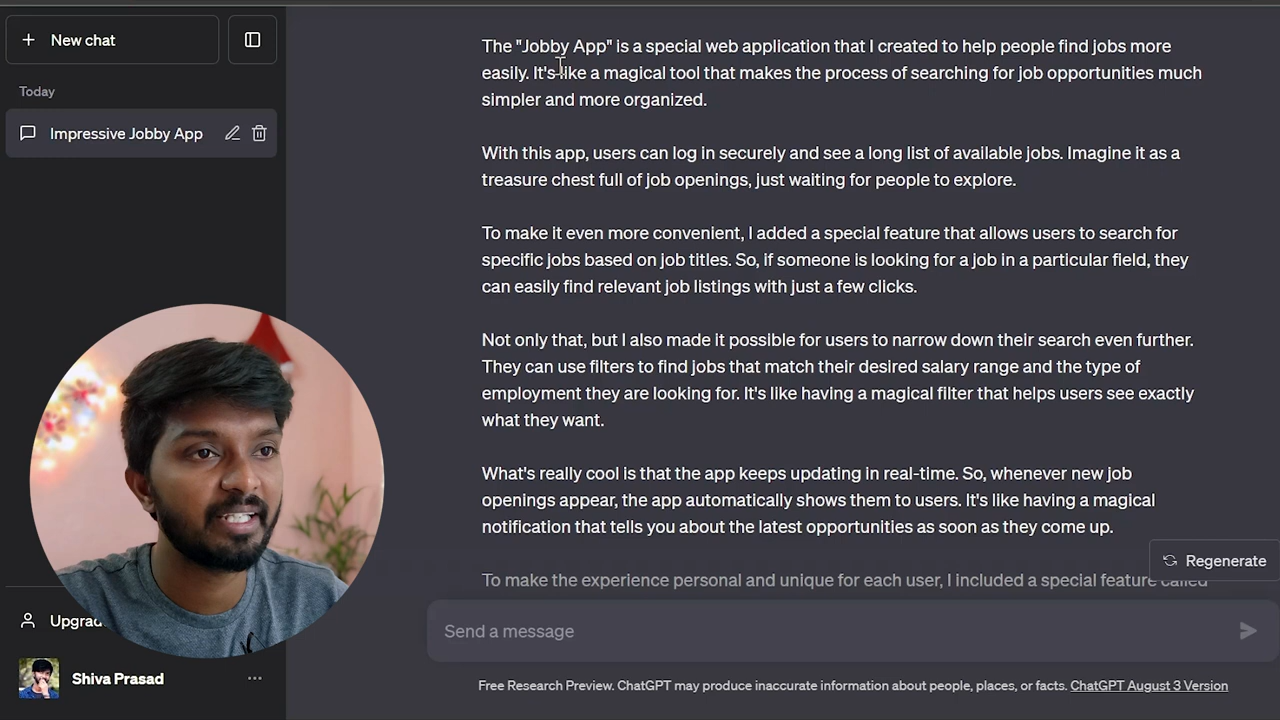 New chat
Today
Impressive Jobby App
The "Jobby App" is a special web application that I created to help people find jobs more
easily. It's like a magical tool that makes the process of searching for job opportunities much
simpler and more organized.
With this app, users can log in securely and see a long list of available jobs. Imagine it as a
treasure chest full of job openings, just waiting for people to explore.
To make it even more convenient, I added a special feature that allows users to search for
specific jobs based on job titles. So, if someone is looking for a job in a particular field, they
can easily find relevant job listings with just a few clicks.
Not only that, but I also made it possible for users to narrow down their search even further.
They can use filters to find jobs that match their desired salary range and the type of
employment they are looking for. It's like having a magical filter that helps users see exactly
what they want.
What's really cool is that the app keeps updating in real-time. So, whenever new job
openings appear, the app automatically shows them to users. It's like having a magical
notification that tells you about the latest opportunities as soon as they come up.
To make the experience personal and unique for each user, I included a special feature called
Regenerate
Send a message
Shiva Prasad
Free Research Preview. ChatGPT may produce inaccurate information about people, places, or facts. ChatGPT August 3 Version